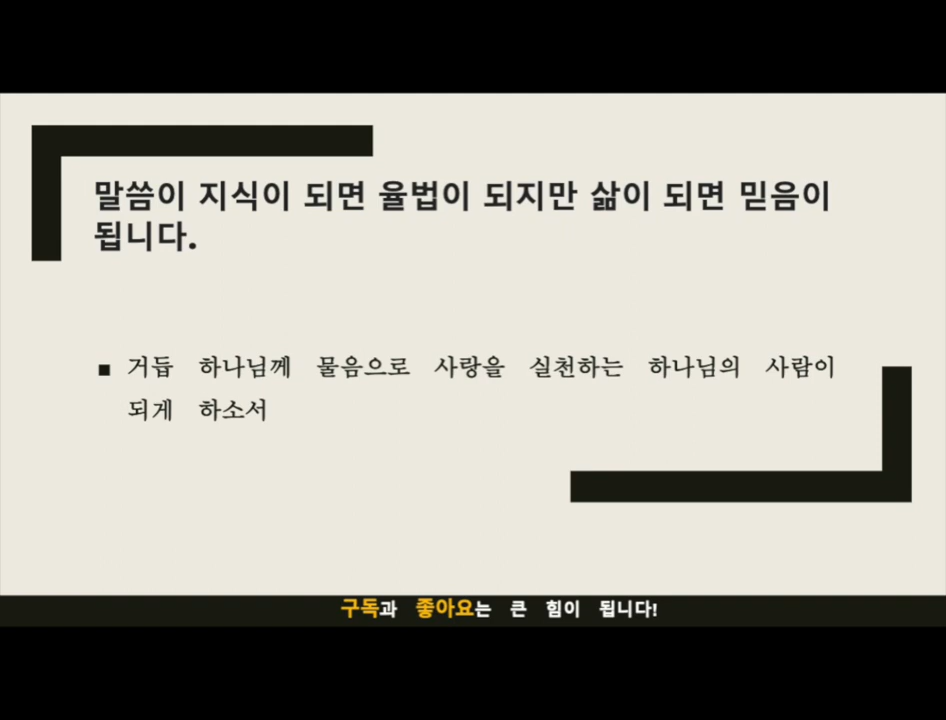 말씀이 지식이 되면 율법이 되지만 삶이 되면 믿음이
됩니다.
■ 거듭 하나님께 물음으로 사랑을 실천하는 하나님의 사람이
되게 하소서
구독과 좋아요는 큰 힘이 됩니다!